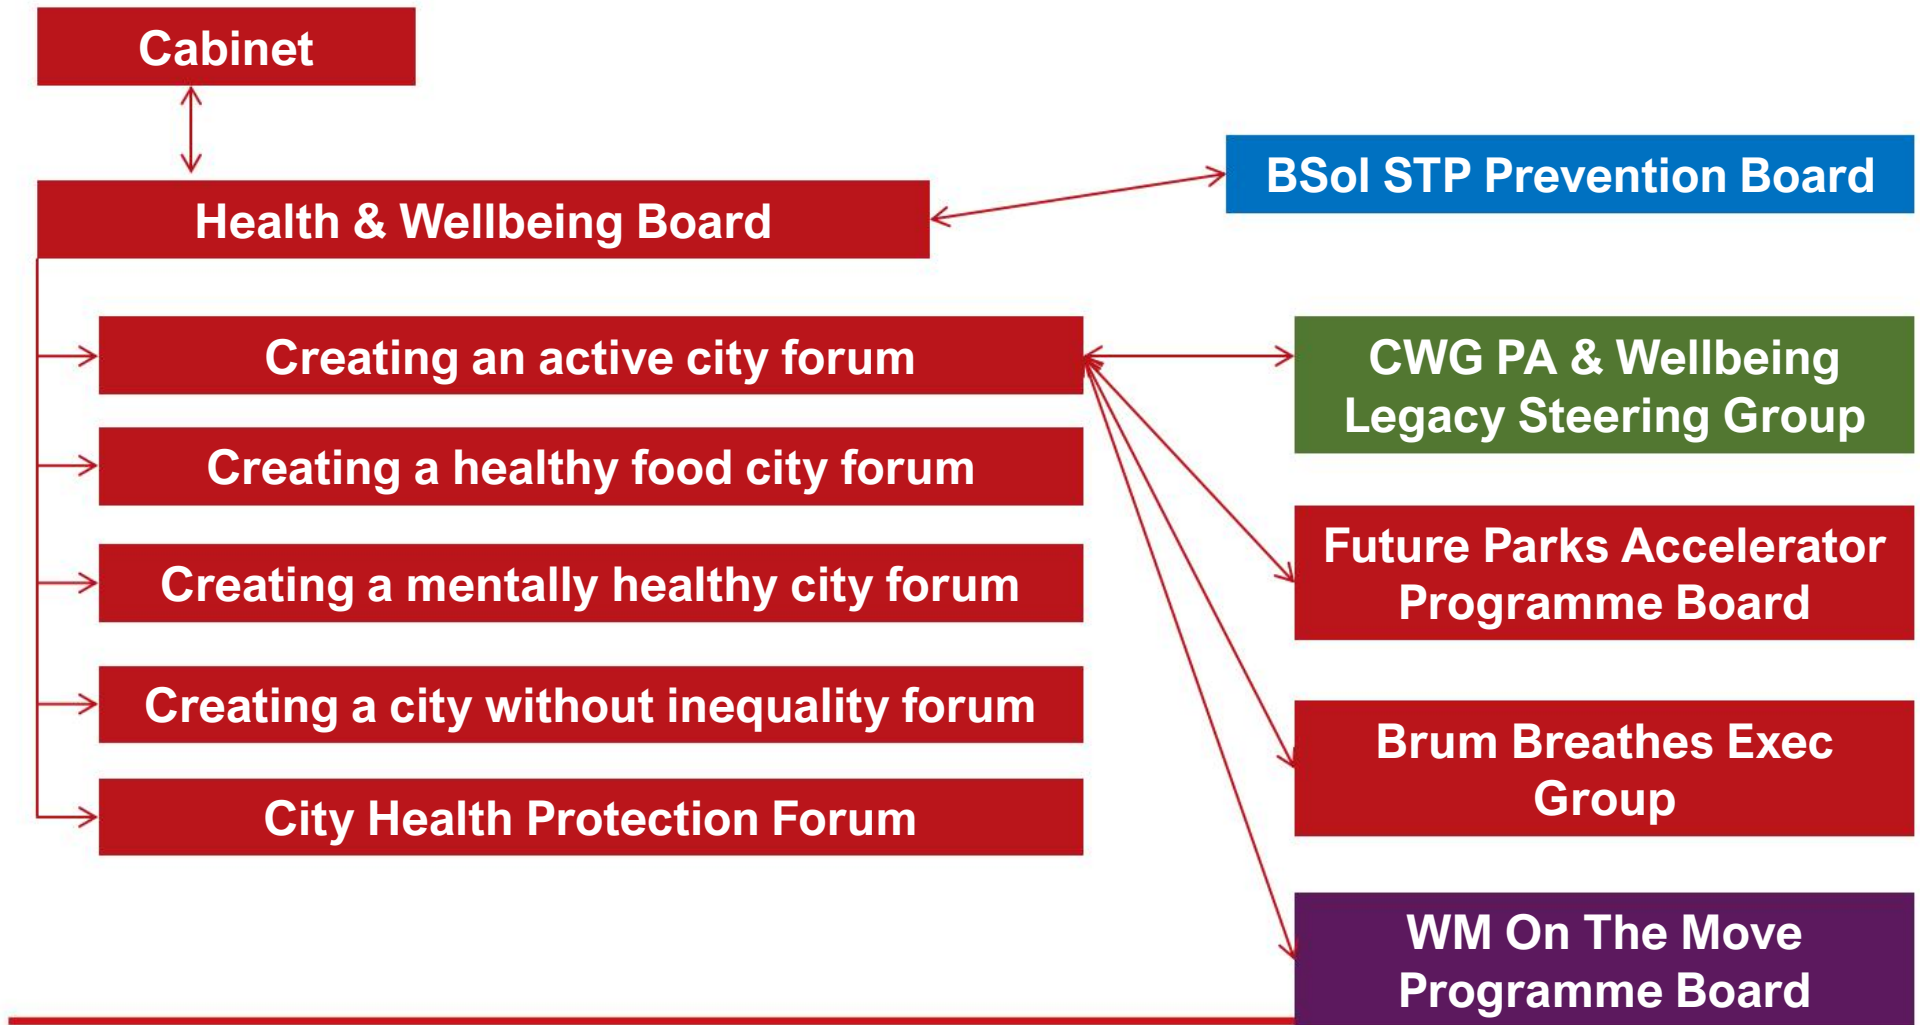 Cabinet
BSol STP Prevention Board
Health & Wellbeing Board
Creating an active city forum
Creating a healthy food city forum
Creating a mentally healthy city forum
Creating a city without inequality forum
City Health Protection Forum
CWG PA & Wellbeing
Legacy Steering Group
Future Parks Accelerator
Programme Board
Brum Breathes Exec
Group
WM On The Move
Programme Board